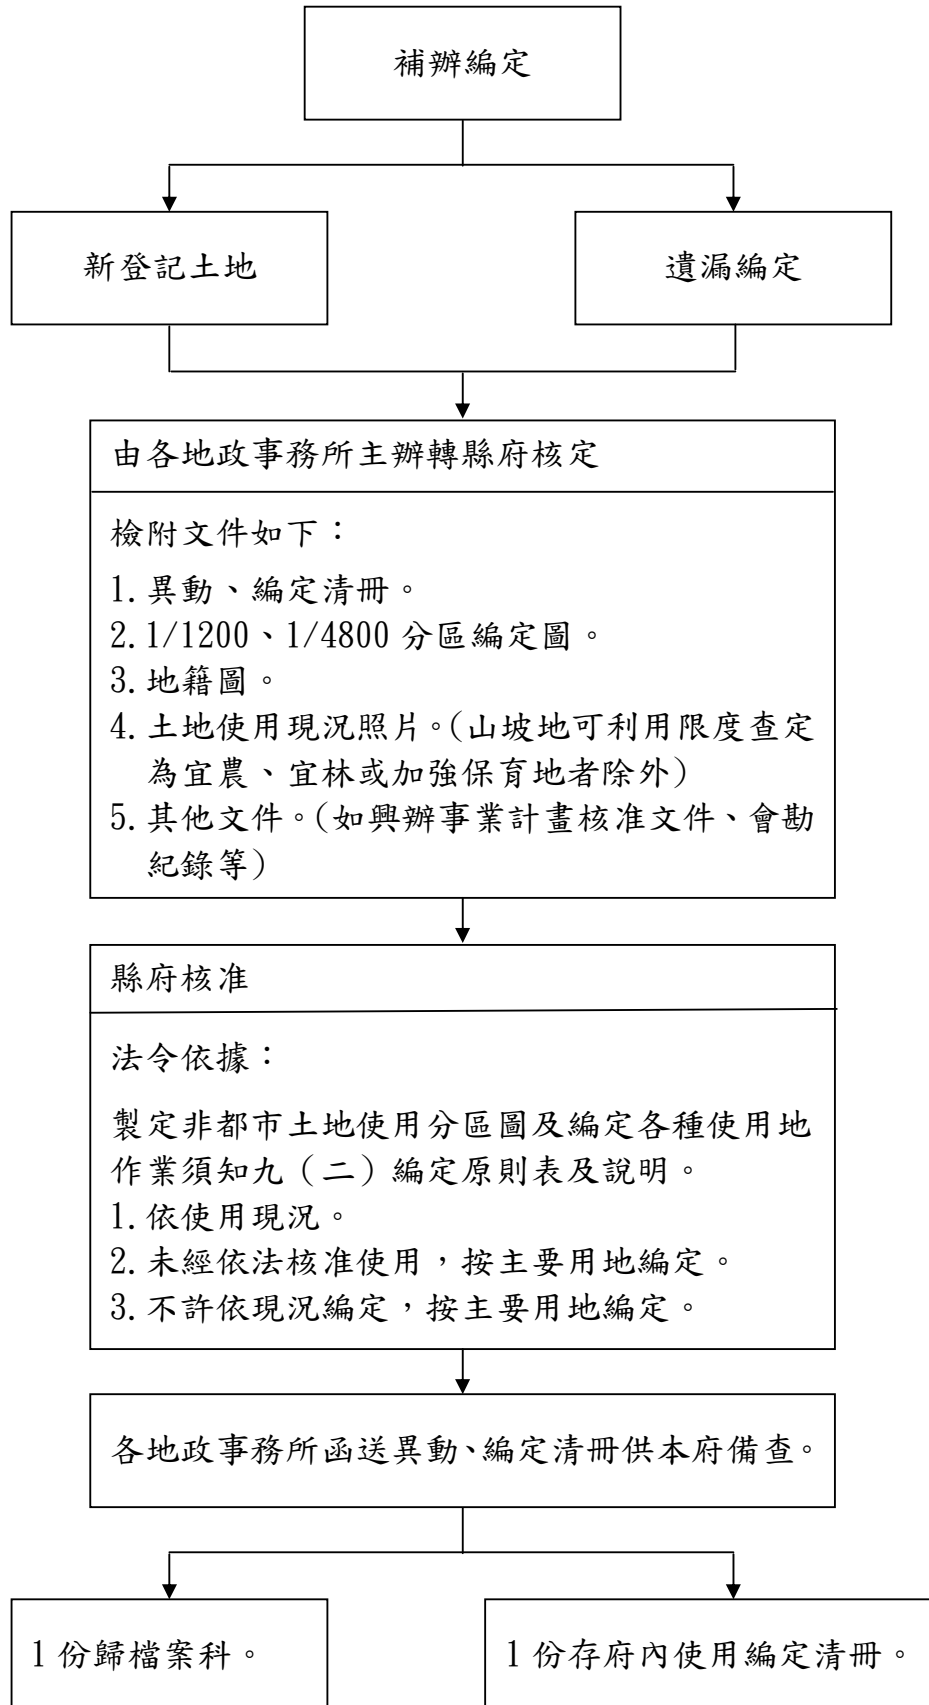 補辦編定
新登記土地
遺漏編定
由各地政事務所主辦轉縣府核定
檢附文件如下：
1. 異動、編定清冊。
2. 1/1200、1/4800 分區編定圖。
3. 地籍圖。
4. 土地使用現況照片。（山坡地可利用限度查定
為宜農、宜林或加強保育地者除外）
5. 其他文件。（如興辦事業計畫核准文件、會勘
紀錄等）
縣府核准
法令依據：
製定非都市土地使用分區圖及編定各種使用地
作業須知九（二）編定原則表及說明。
1. 依使用現況。
2. 未經依法核准使用，按主要用地編定。
3. 不許依現況編定，按主要用地編定。
各地政事務所函送異動、編定清冊供本府備查。
1 份歸檔案科。
1 份存府內使用編定清冊。